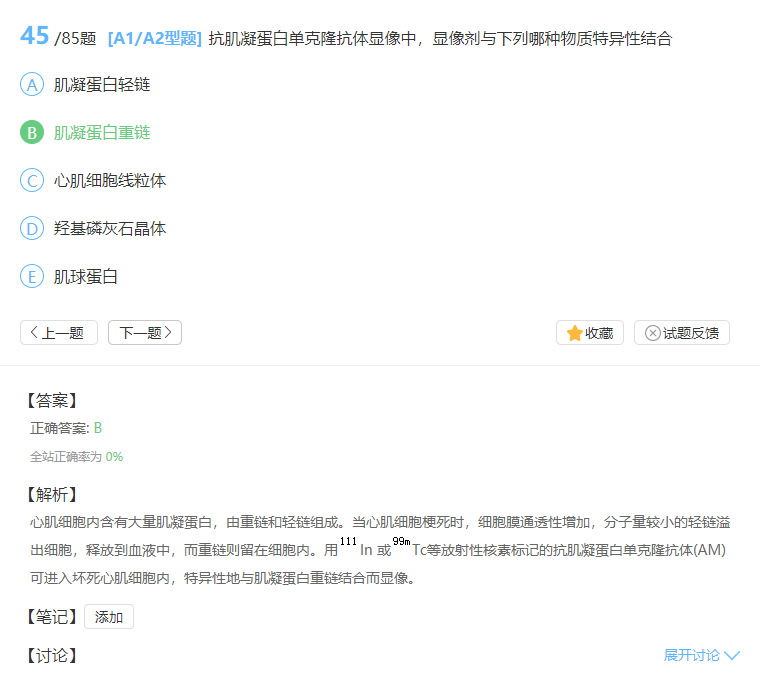 45 /85题 [A1/A2型题] 抗肌凝蛋白单克隆抗体显像中，显像剂与下列哪种物质特异性结合
A 肌凝蛋白轻链
B 肌凝蛋白重链
C 心肌细胞线粒体
D 羟基磷灰石晶体
E 肌球蛋白
上一题 下一题 收藏 试题反馈
【答案】
正确答案: B
全站正确率为 0%
【解析】
心肌细胞内含有大量肌凝蛋白，由重链和轻链组成。当心肌细胞梗死时，细胞膜通透性增加，分子量较小的轻链溢
出细胞，释放到血液中，而重链则留在细胞内。用111In 或99mTc等放射性核素标记的抗肌凝蛋白单克隆抗体(AM)
可进入坏死心肌细胞内，特异性地与肌凝蛋白重链结合而显像。
【笔记】 添加
【讨论】 展开讨论